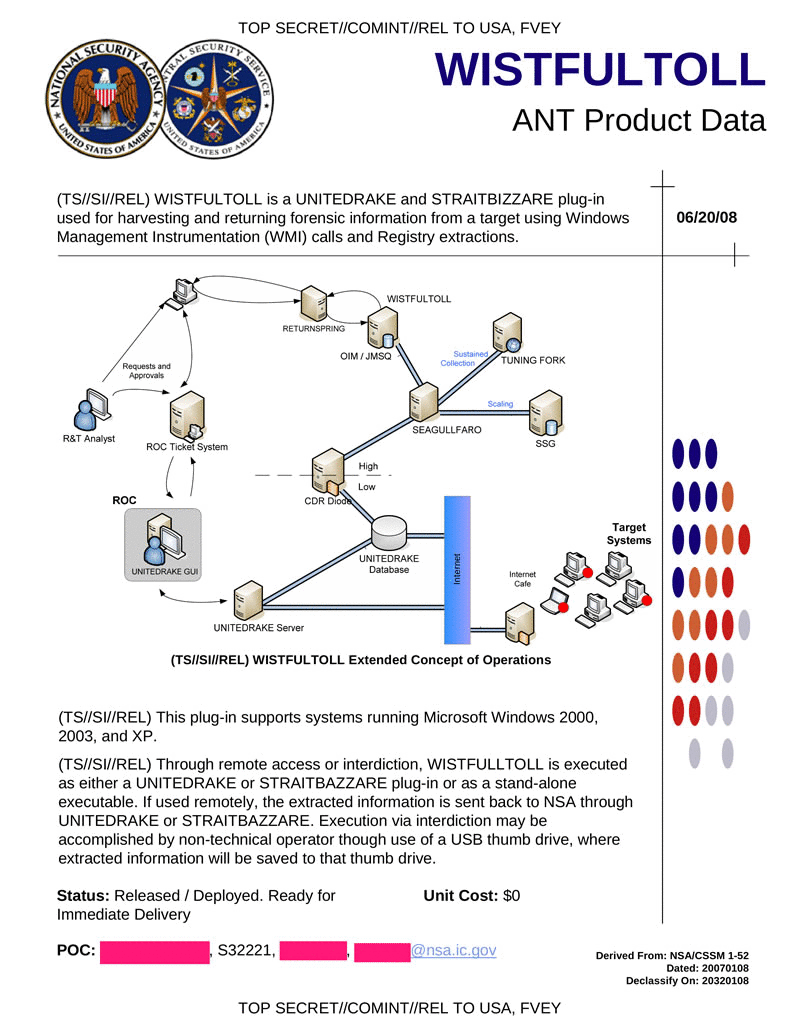 TOP SECRET//COMINT//REL TO USA, FVEY
NATIONAL SECURITY AGENCY
UNITED STATES OF AMERICA
TRAL SECURITY SERVICE
UNITED STATES OF AMERICA
WISTFULTOLL
ANT Product Data
(TS//SI//REL) WISTFULTOLL is a UNITEDRAKE and STRAITBIZZARE plug-in
used for harvesting and returning forensic information from a target using Windows
Management Instrumentation (WMI) calls and Registry extractions.
06/20/08
WISTFULTOLL
RETURNSPRING
OIM / JMSQ
Sustained
Collection
TUNING FORK
Requests and
Approvals
Scaling
R&T Analyst
ROC Ticket System
SEAGULLFARO
SSG
High
Low
CDR Diode
ROC
UNITEDRAKE GUI
UNITEDRAKE
Database
Internet
Target
Systems
Internet
Cafe
UNITEDRAKE Server
(TS//SI//REL) WISTFULTOLL Extended Concept of Operations
(TS//SI//REL) This plug-in supports systems running Microsoft Windows 2000,
2003, and XP.
(TS//SI//REL) Through remote access or interdiction, WISTFULLTOLL is executed
as either a UNITEDRAKE or STRAITBAZZARE plug-in or as a stand-alone
executable. If used remotely, the extracted information is sent back to NSA through
UNITEDRAKE or STRAITBAZZARE. Execution via interdiction may be
accomplished by non-technical operator though use of a USB thumb drive, where
extracted information will be saved to that thumb drive.
Status: Released / Deployed. Ready for
Immediate Delivery
Unit Cost: $0
POC: , S32221, , @nsa.ic.gov
Derived From: NSA/CSSM 1-52
Dated: 20070108
Declassify On: 20320108
TOP SECRET//COMINT//REL TO USA, FVEY